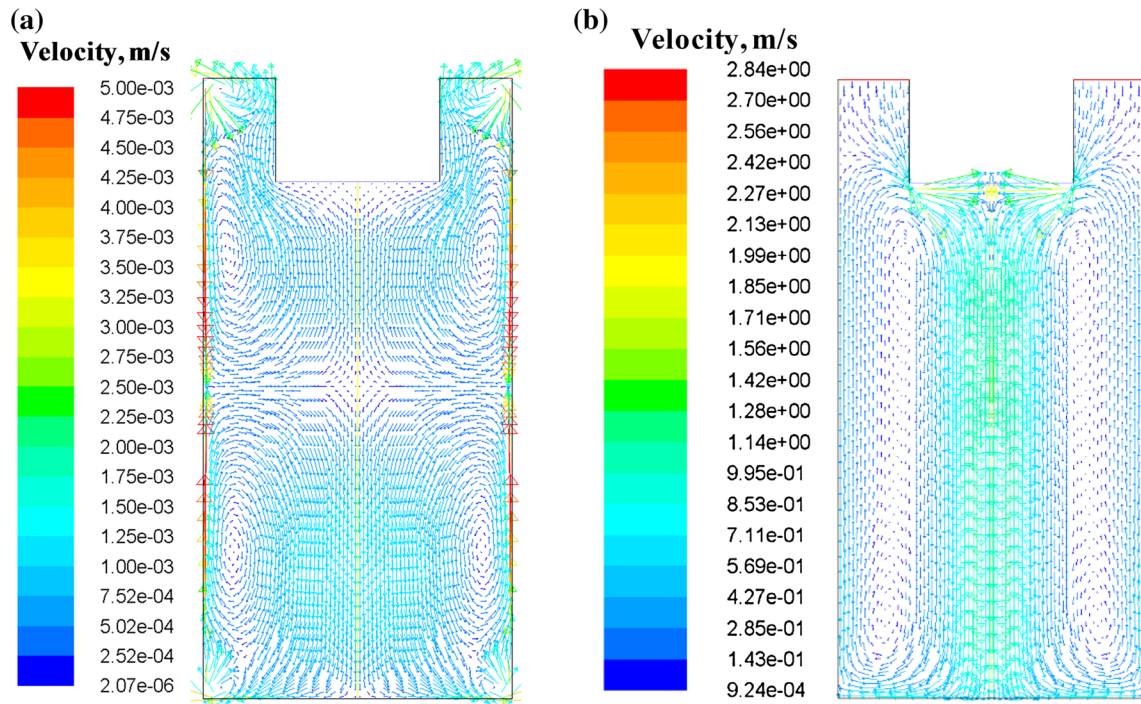 (a)
Velocity, m/s
5.00e-03
4.75e-03
4.50e-03
4.25e-03
4.00e-03
3.75e-03
3.50e-03
3.25e-03
3.00e-03
2.75e-03
2.50e-03
2.25e-03
2.00e-03
1.75e-03
1.50e-03
1.25e-03
1.00e-03
7.52e-04
5.02e-04
2.52e-04
2.07e-06
(b)
Velocity, m/s
2.84e+00
2.70e+00
2.56e+00
2.42e+00
2.27e+00
2.13e+00
1.99e+00
1.85e+00
1.71e+00
1.56e+00
1.42e+00
1.28e+00
1.14e+00
9.95e-01
8.53e-01
7.11e-01
5.69e-01
4.27e-01
2.85e-01
1.43e-01
9.24e-04